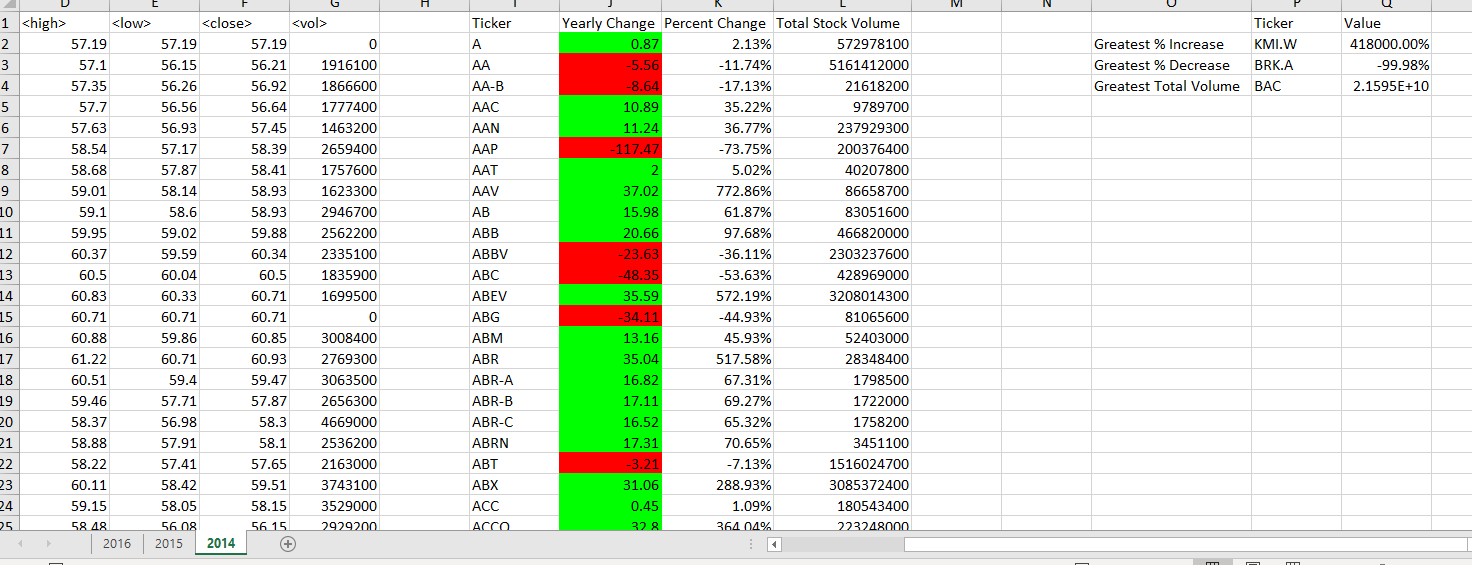 D E F G H I J K L M N O P Q
1 <high> <low> <close> <vol> Ticker Yearly Change Percent Change Total Stock Volume Ticker Value
2 57.19 57.19 57.19 0 A 0.87 2.13% 572978100 Greatest % Increase KMI.W 418000.00%
3 57.1 56.15 56.21 1916100 AA -5.56 -11.74% 5161412000 Greatest % Decrease BRK.A -99.98%
4 57.35 56.26 56.92 1866600 AA-B -8.64 -17.13% 21618200 Greatest Total Volume BAC 2.1595E+10
5 57.7 56.56 56.64 1777400 AAC 10.89 35.22% 9789700
6 57.63 56.93 57.45 1463200 AAN 11.24 36.77% 237929300
7 58.54 57.17 58.39 2659400 AAP -117.47 -73.75% 200376400
8 58.68 57.87 58.41 1757600 AAT 2 5.02% 40207800
9 59.01 58.14 58.93 1623300 AAV 37.02 772.86% 86658700
10 59.1 58.6 58.93 2946700 AB 15.98 61.87% 83051600
11 59.95 59.02 59.88 2562200 ABB 20.66 97.68% 466820000
12 60.37 59.59 60.34 2335100 ABBV -23.63 -36.11% 2303237600
13 60.5 60.04 60.5 1835900 ABC -48.35 -53.63% 428969000
14 60.83 60.33 60.71 1699500 ABEV 35.59 572.19% 3208014300
15 60.71 60.71 60.71 0 ABG -34.11 -44.93% 81065600
16 60.88 59.86 60.85 3008400 ABM 13.16 45.93% 52403000
17 61.22 60.71 60.93 2769300 ABR 35.04 517.58% 28348400
18 60.51 59.4 59.47 3063500 ABR-A 16.82 67.31% 1798500
19 59.46 57.71 57.87 2656300 ABR-B 17.11 69.27% 1722000
20 58.37 56.98 58.3 4669000 ABR-C 16.52 65.32% 1758200
21 58.88 57.91 58.1 2536200 ABRN 17.31 70.65% 3451100
22 58.22 57.41 57.65 2163000 ABT -3.21 -7.13% 1516024700
23 60.11 58.42 59.51 3743100 ABX 31.06 288.93% 3085372400
24 59.15 58.05 58.15 3529000 ACC 0.45 1.09% 180543400
25 58.48 56.08 56.15 2929200 ACCO 32.8 364.04% 223248000
2016 2015 2014